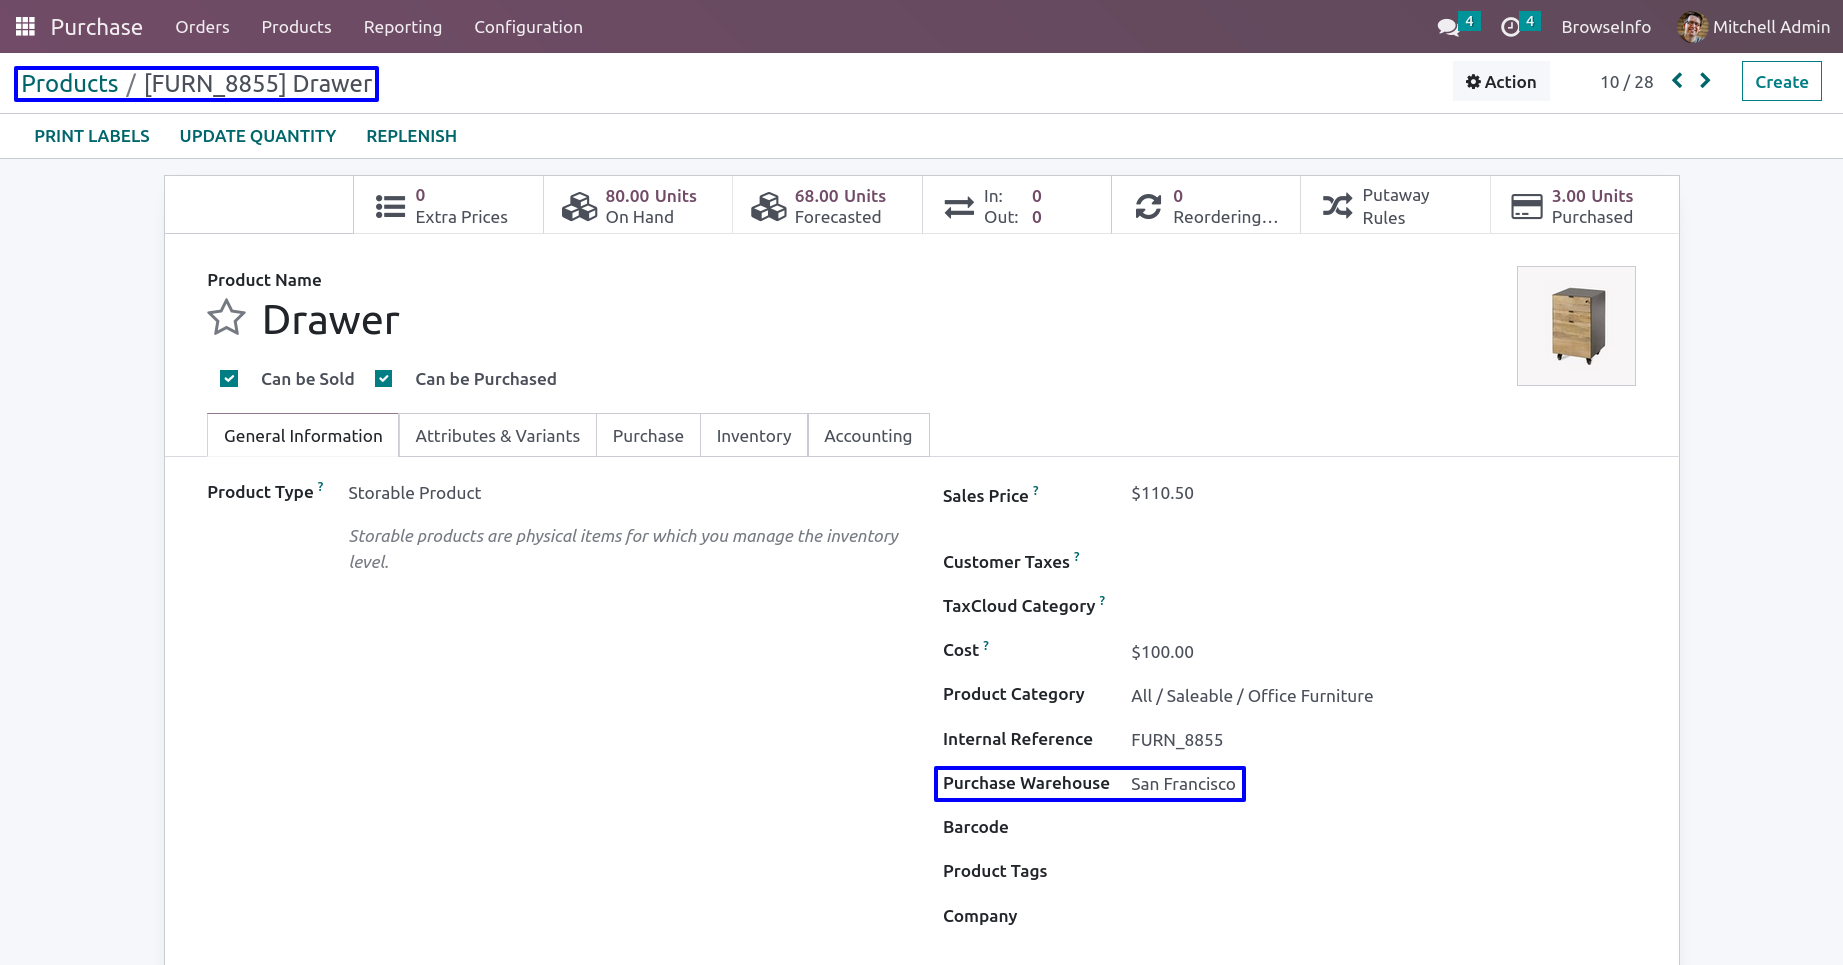 Purchase Orders Products Reporting Configuration 4 4 BrowseInfo Mitchell Admin
Products / [FURN_8855] Drawer Action 10 / 28 Create
PRINT LABELS UPDATE QUANTITY REPLENISH
0
Extra Prices
80.00 Units
On Hand
68.00 Units
Forecasted
In: 0
Out: 0
0
Reordering...
Putaway
Rules
3.00 Units
Purchased
Product Name
Drawer
Can be Sold Can be Purchased
General Information Attributes & Variants Purchase Inventory Accounting
Product Type ? Storable Product
Storable products are physical items for which you manage the inventory
level.
Sales Price ? $110.50
Customer Taxes ?
TaxCloud Category ?
Cost ? $100.00
Product Category All / Saleable / Office Furniture
Internal Reference FURN_8855
Purchase Warehouse San Francisco
Barcode
Product Tags
Company